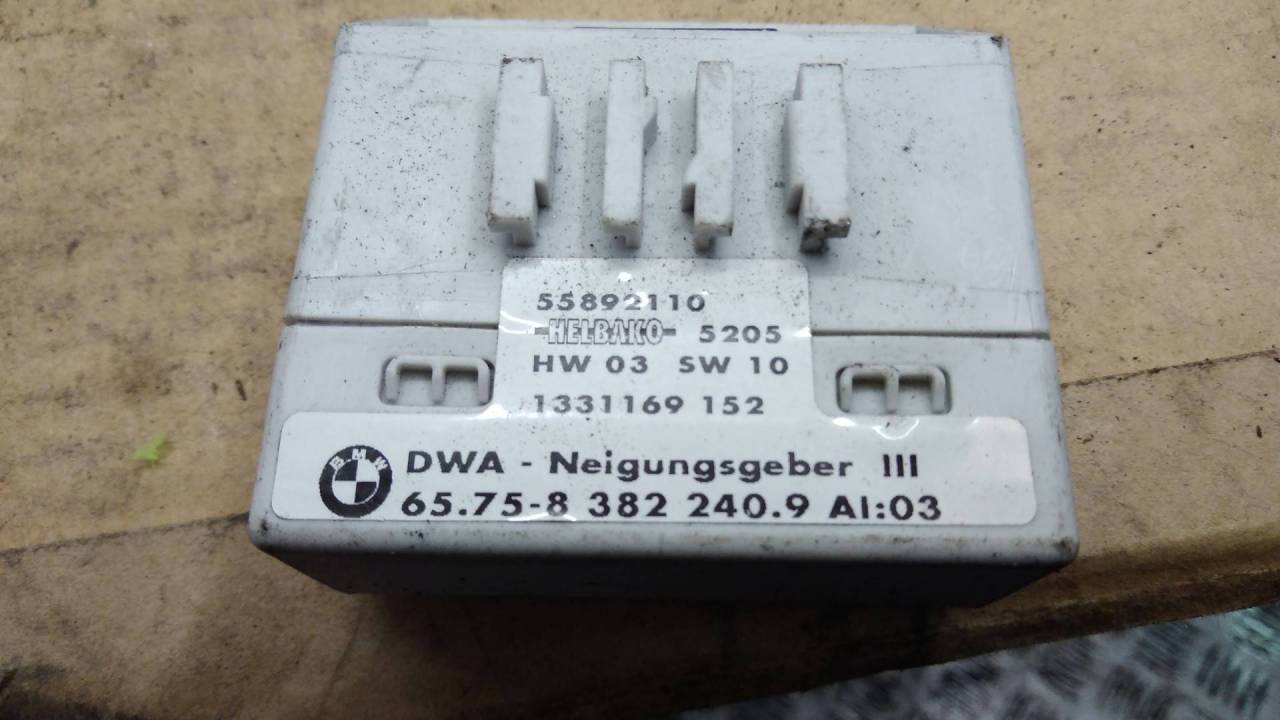 55892110
HELBAKO 5205
HW 03 SW 10
1331169 152
BMW
DWA - Neigungsgeber III
65.75-8 382 240.9 AI:03